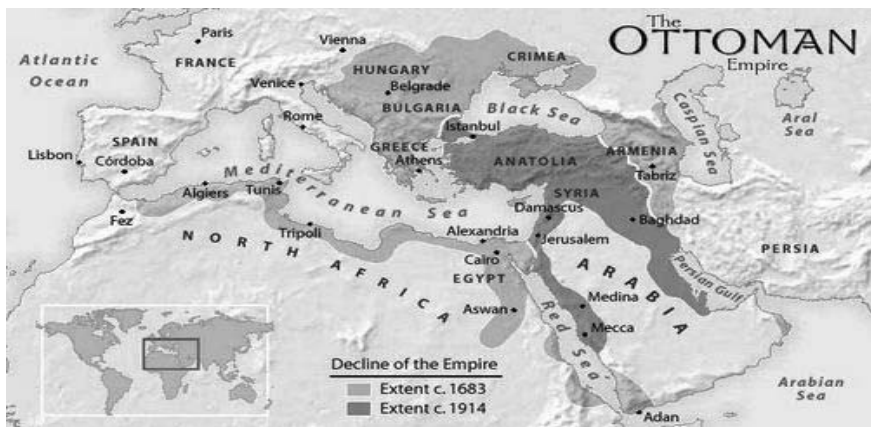 The
OTTOMAN
Empire
Atlantic
Ocean
Paris
FRANCE
Vienna
HUNGARY
Belgrade
CRIMEA
Venice
BULGARIA
Black Sea
Caspian Sea
Aral
Sea
Rome
Istanbul
SPAIN
Lisbon
Córdoba
GREECE
Athens
ANATOLIA
ARMENIA
Tabriz
Mediterranean Sea
Algiers
Tunis
SYRIA
Damascus
Baghdad
Fez
Tripoli
Alexandria
Jerusalem
PERSIA
NORTH AFRICA
Cairo
EGYPT
ARABIA
Persian Gulf
Aswan
Red Sea
Medina
Mecca
Decline of the Empire
Extent c. 1683
Extent c. 1914
Adan
Arabian
Sea